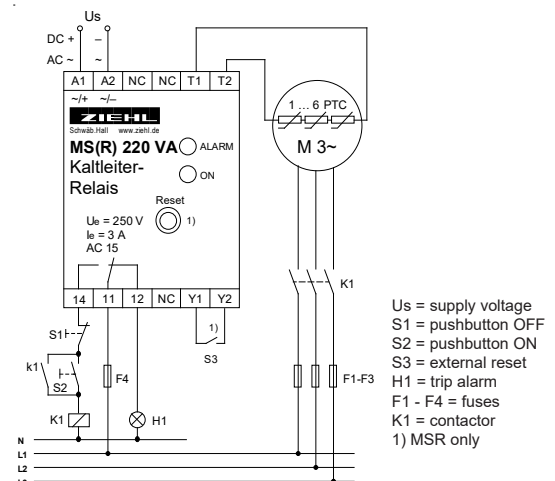 Us
DC + –
AC ~ ~
A1 A2 NC NC T1 T2
~/+ ~/–
ZIEHL
Schwäb.Hall www.ziehl.de
MS(R) 220 VA ALARM
Kaltleiter-
Relais
ON
Reset
1)
Ue = 250 V
Ie = 3 A
AC 15
14 11 12 NC Y1 Y2
1 ... 6 PTC
M 3~
K1
S1
1)
S3
k1
S2
F4
F1-F3
K1
H1
N
L1
L2
Us = supply voltage
S1 = pushbutton OFF
S2 = pushbutton ON
S3 = external reset
H1 = trip alarm
F1 - F4 = fuses
K1 = contactor
1) MSR only